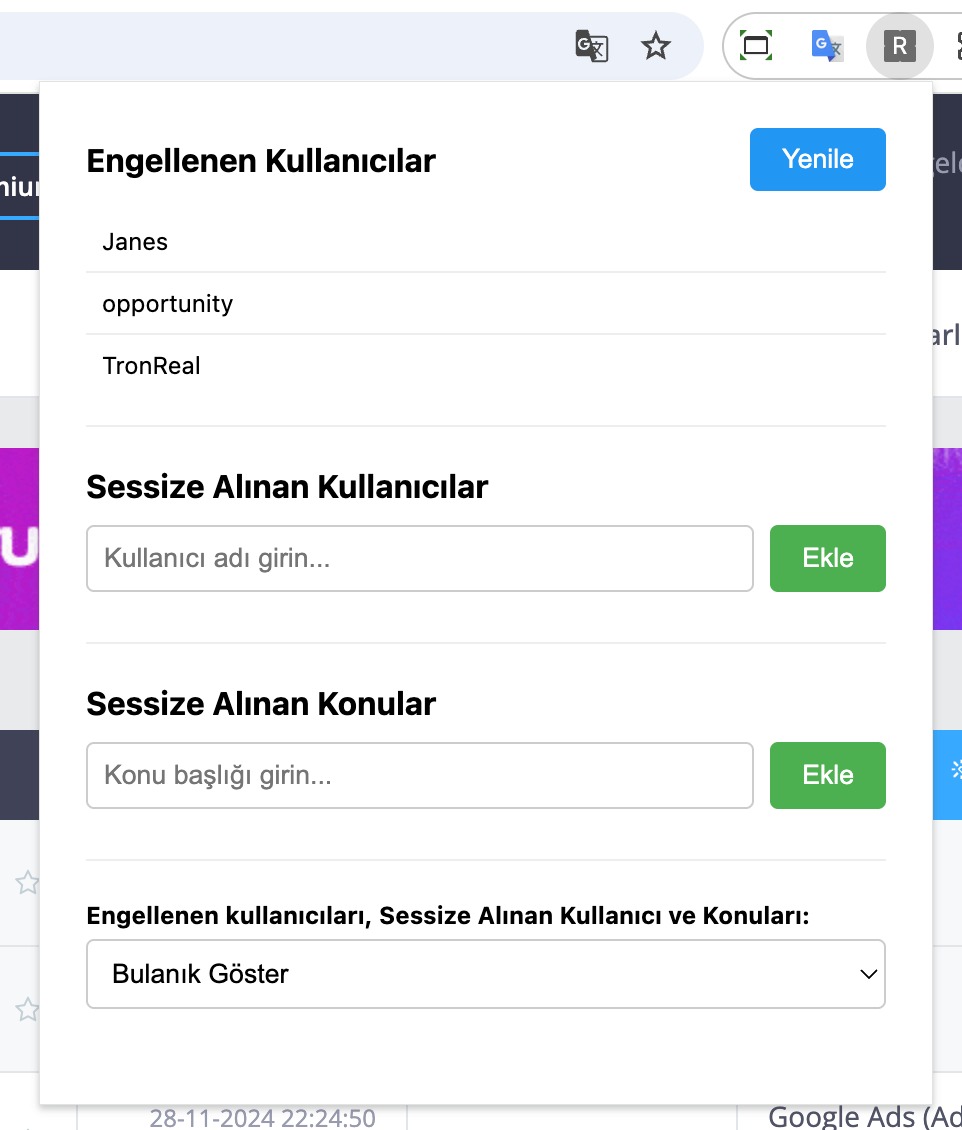 R
Engellenen Kullanıcılar
Yenile
Janes
opportunity
TronReal
Sessize Alınan Kullanıcılar
Kullanıcı adı girin...
Ekle
Sessize Alınan Konular
Konu başlığı girin...
Ekle
Engellenen kullanıcıları, Sessize Alınan Kullanıcı ve Konuları:
Bulanık Göster
28-11-2024 22:24:50
Google Ads (Ad